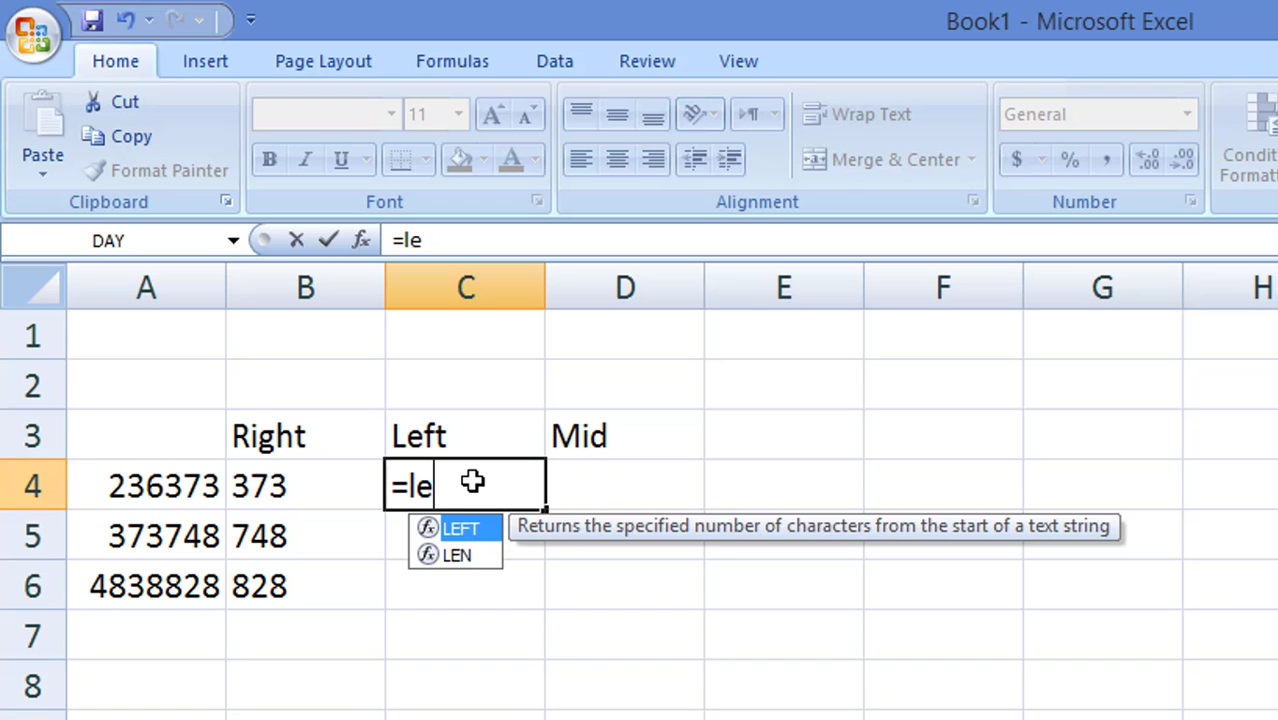 Book1 - Microsoft Excel
Home Insert Page Layout Formulas Data Review View
Cut
Copy
Paste
Format Painter
11
B I U A
Wrap Text
Merge & Center
General
$ % ,
Condi
Format
Clipboard Font Alignment Number
DAY fx =le
A B C D E F G H
1
2
3 Right Left Mid
4 236373 373 =le
LEFT Returns the specified number of characters from the start of a text string
5 373748 748
LEN
6 4838828 828
7
8